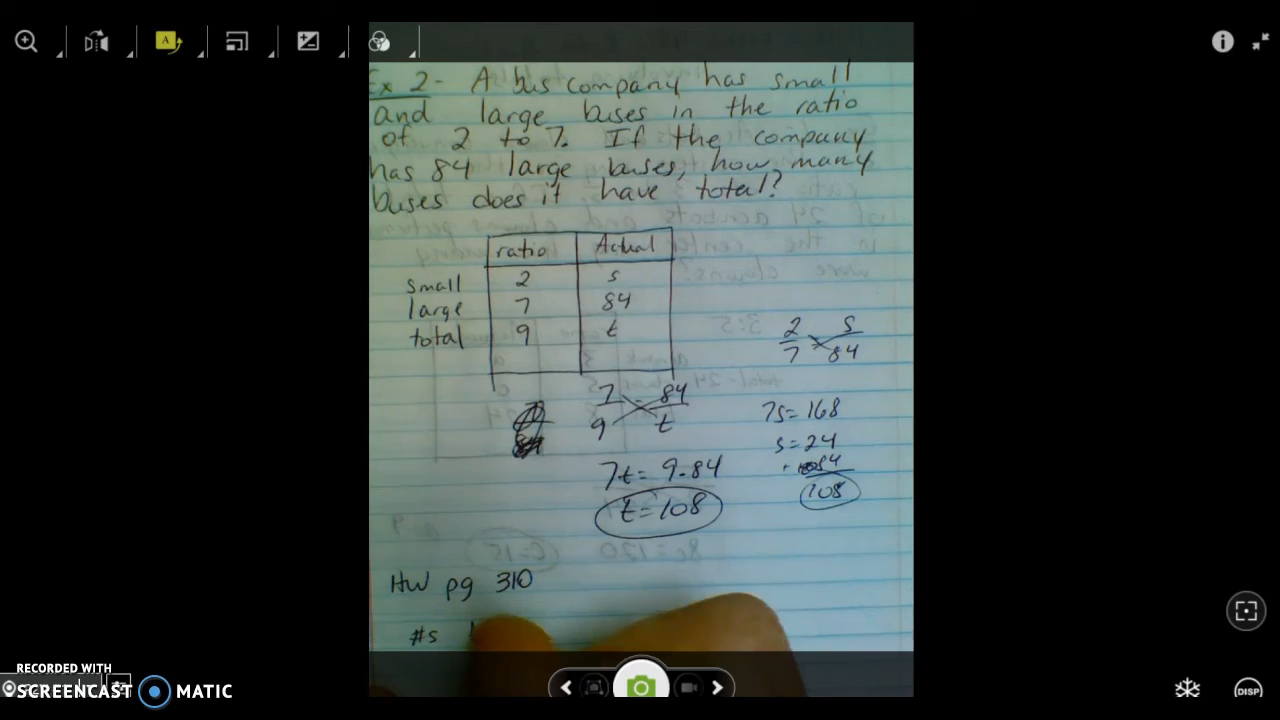 Ex 2- A bus company has small
and large buses in the ratio
of 2 to 7. If the company
has 84 large buses, how many
buses does it have total?
ratio Actual
small 2 s
large 7 84
total 9 t
2 s
7 84
7 = 84
9 t
7s=168
s=24
84
108
7t = 9·84
t=108
HW pg 310
#s
RECORDED WITH
SCREENCAST MATIC
DISP